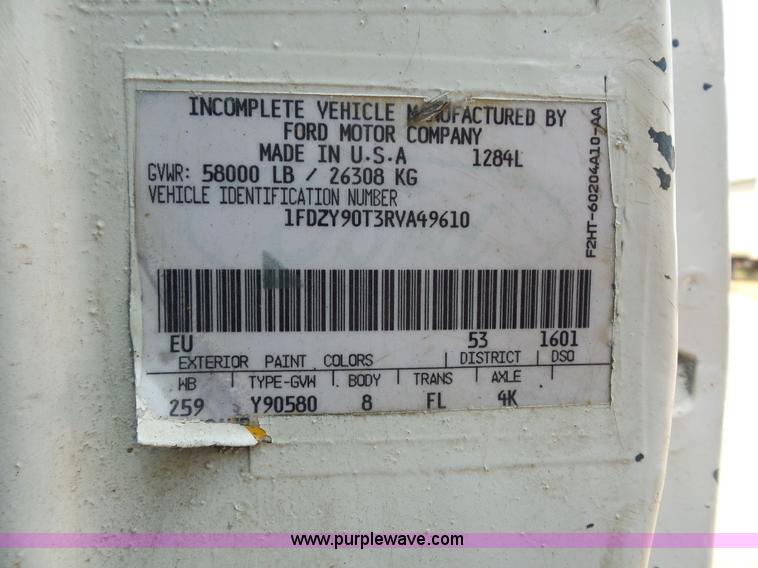 INCOMPLETE VEHICLE MANUFACTURED BY
FORD MOTOR COMPANY
MADE IN U.S.A 1284L
GVWR: 58000 LB / 26308 KG
VEHICLE IDENTIFICATION NUMBER
1FDZY90T3RVA49610
F2HT-60204A10-AA
EU 53 1601
EXTERIOR PAINT COLORS DISTRICT DSO
WB TYPE-GVW BODY TRANS AXLE
259 Y90580 8 FL 4K
www.purplewave.com